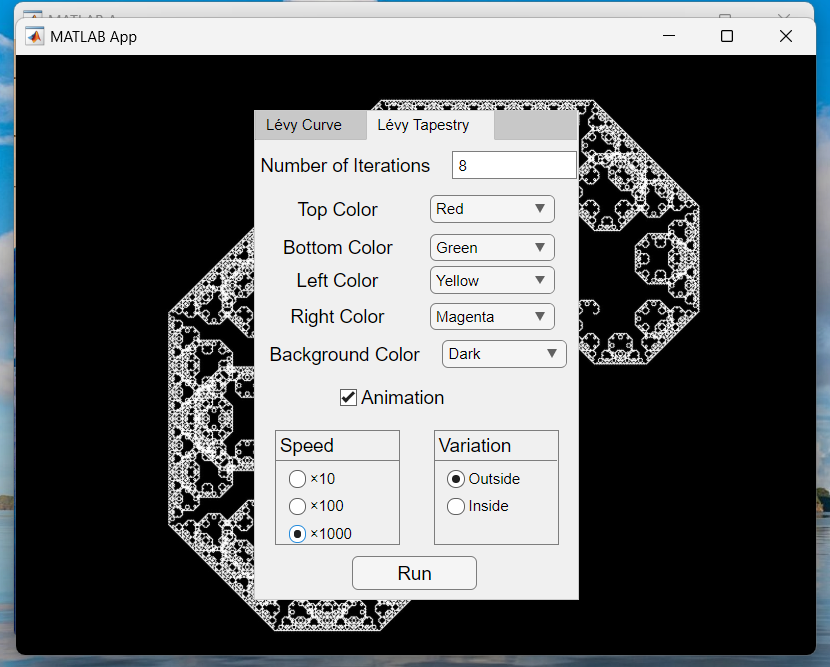 MATLAB App
Lévy Curve Lévy Tapestry
Number of Iterations 8
Top Color Red
Bottom Color Green
Left Color Yellow
Right Color Magenta
Background Color Dark
Animation
Speed Variation
×10 Outside
×100 Inside
×1000
Run